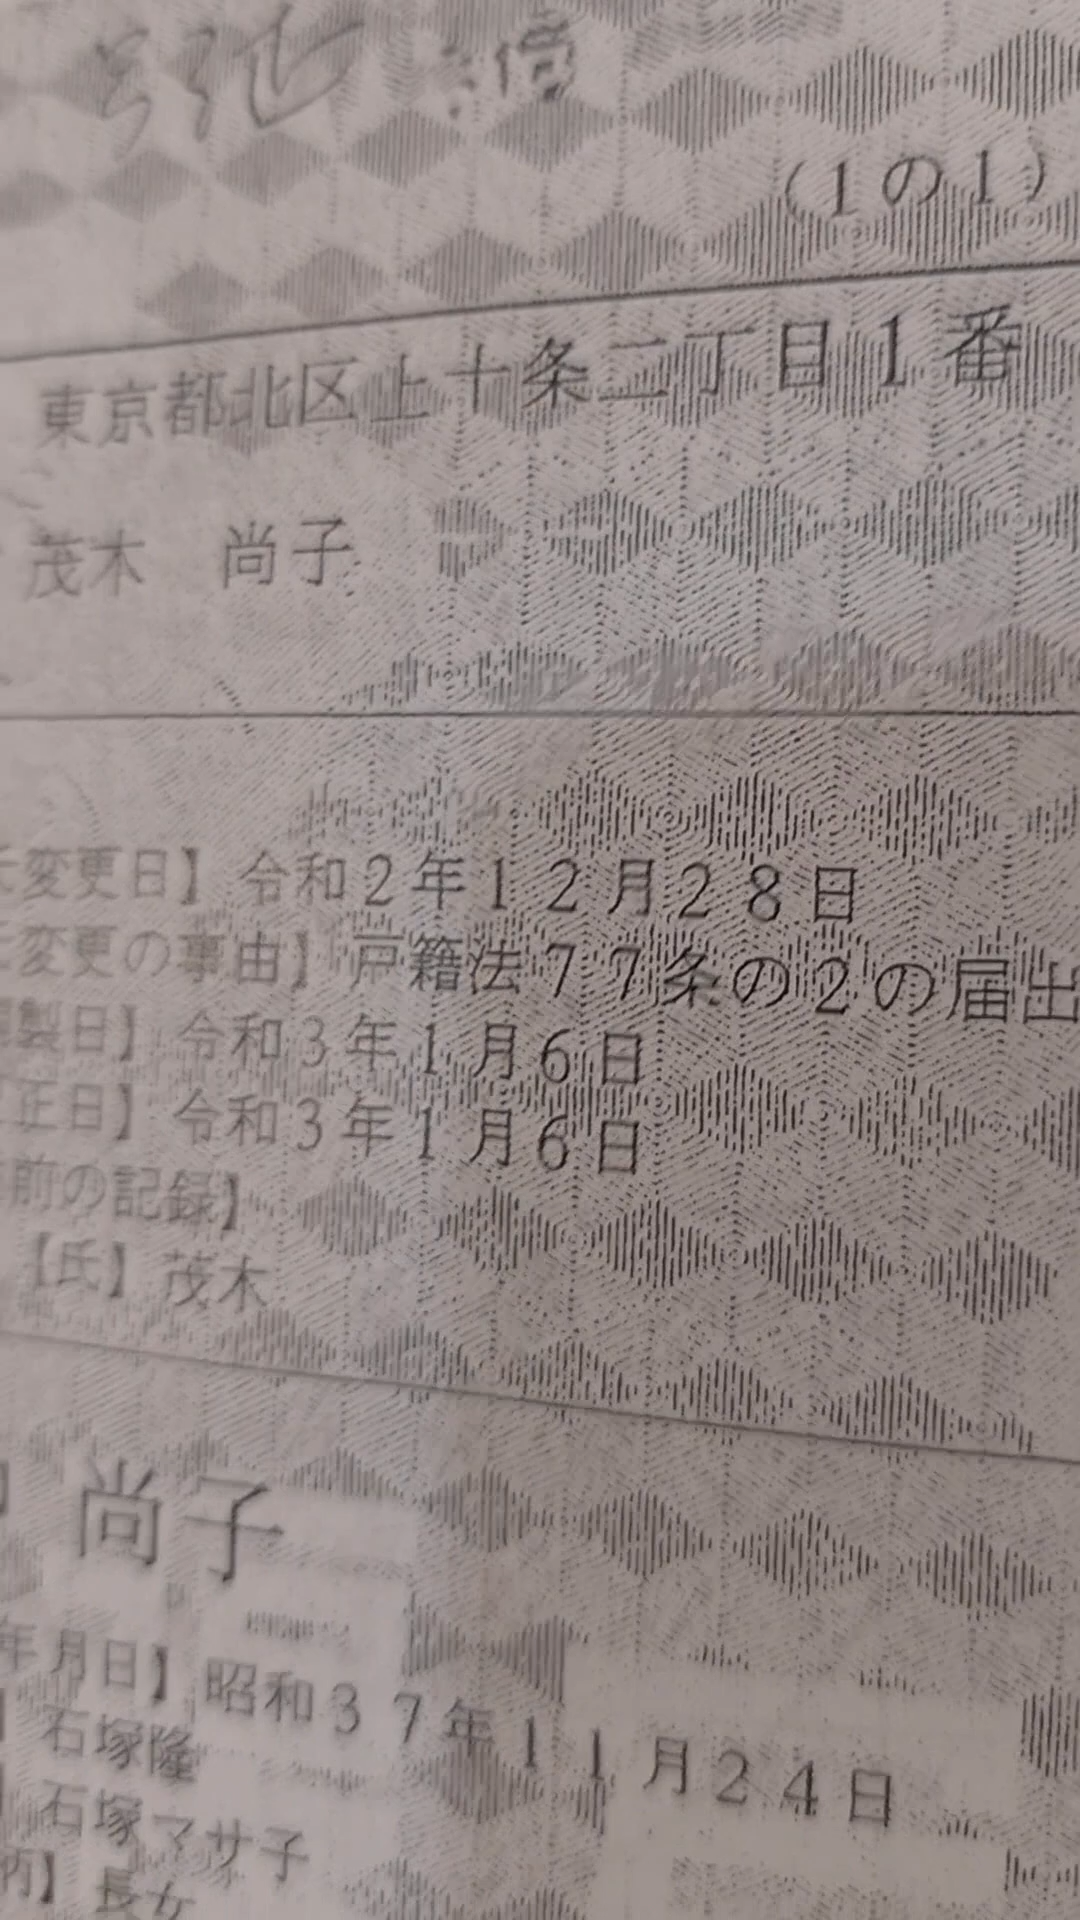 (1の1)
東京都北区上十条二丁目1番
茂木　尚子
変更日】令和2年12月28日
変更の事由】戸籍法77条の2の届出
製日】令和3年1月6日
正日】令和3年1月6日
前の記録】
【氏】茂木
尚子
年月日】昭和37年11月24日
石塚隆
石塚マサ子
長女